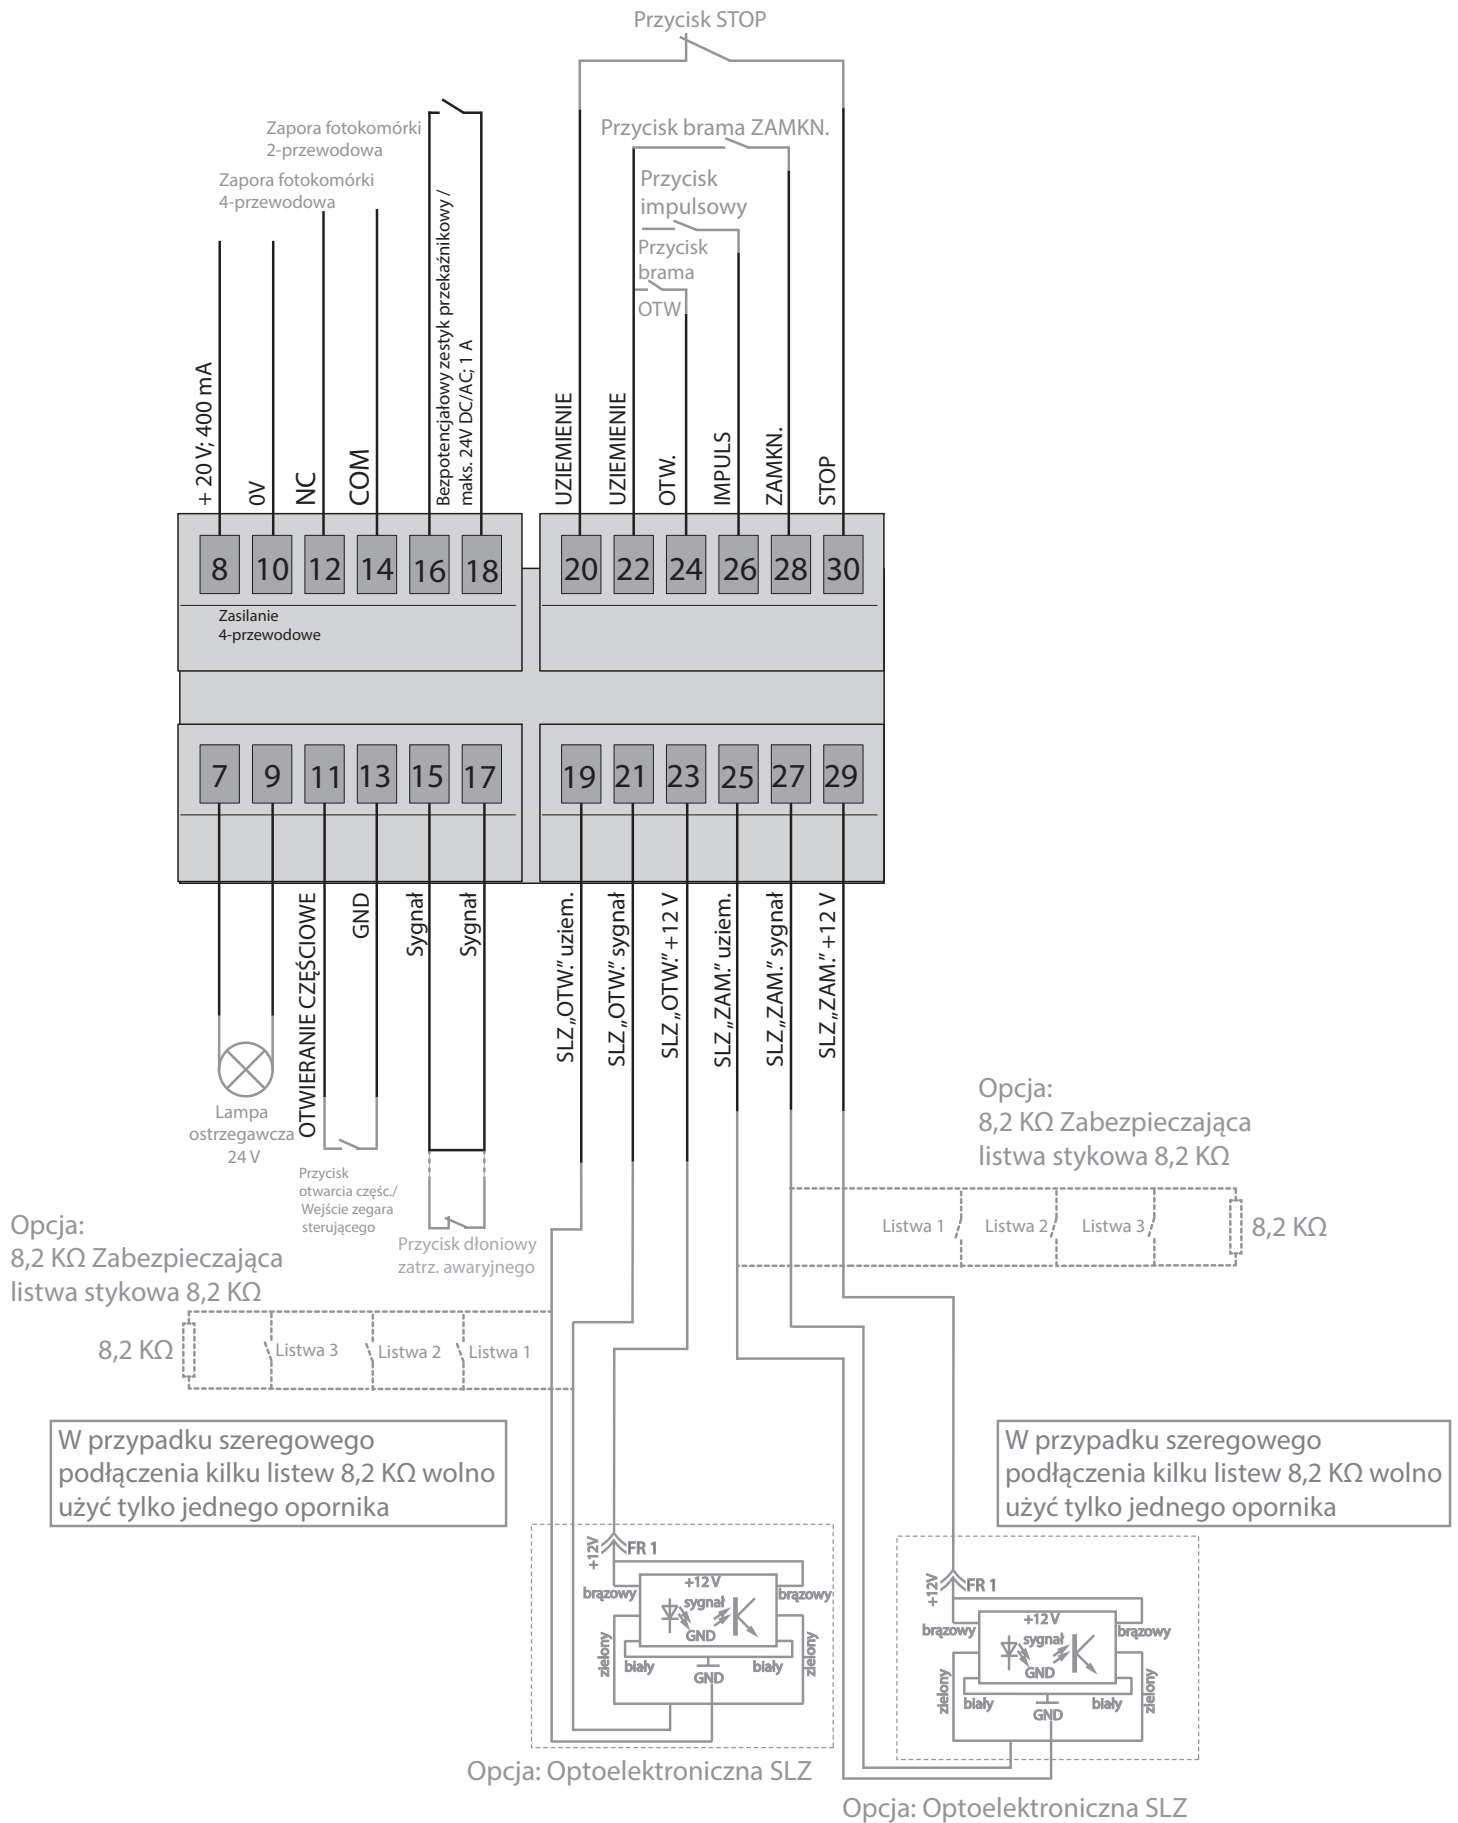 Przycisk STOP
Zapora fotokomórki
2-przewodowa
Przycisk brama ZAMKN.
Zapora fotokomórki
4-przewodowa
Przycisk
impulsowy
Przycisk
brama
OTW
+ 20 V; 400 mA
0V
NC
COM
Bezpotencjałowy zestyk przekaźnikowy /
maks. 24V DC/AC; 1 A
UZIEMIENIE
UZIEMIENIE
OTW.
IMPULS
ZAMKN.
STOP
8 10 12 14 16 18 20 22 24 26 28 30
Zasilanie
4-przewodowe
7 9 11 13 15 17 19 21 23 25 27 29
OTWIERANIE CZĘŚCIOWE
GND
Sygnał
Sygnał
SLZ „OTW.” uziem.
SLZ „OTW.” sygnał
SLZ „OTW.” +12 V
SLZ „ZAM.” uziem.
SLZ „ZAM.” sygnał
SLZ „ZAM.” +12 V
Lampa
ostrzegawcza
24 V
Przycisk
otwarcia częśc./
Wejście zegara
sterującego
Przycisk dłoniowy
zatrz. awaryjnego
Opcja:
8,2 KΩ Zabezpieczająca
listwa stykowa 8,2 KΩ
Listwa 1
Listwa 2
Listwa 3
8,2 KΩ
Opcja:
8,2 KΩ Zabezpieczająca
listwa stykowa 8,2 KΩ
8,2 KΩ
Listwa 3
Listwa 2
Listwa 1
W przypadku szeregowego
podłączenia kilku listew 8,2 KΩ wolno
użyć tylko jednego opornika
W przypadku szeregowego
podłączenia kilku listew 8,2 KΩ wolno
użyć tylko jednego opornika
+12V
FR 1
brązowy
+12 V
brązowy
sygnał
GND
zielony
biały
GND
biały
zielony
Opcja: Optoelektroniczna SLZ
+12V
FR 1
brązowy
+12 V
brązowy
sygnał
GND
zielony
biały
GND
biały
zielony
Opcja: Optoelektroniczna SLZ